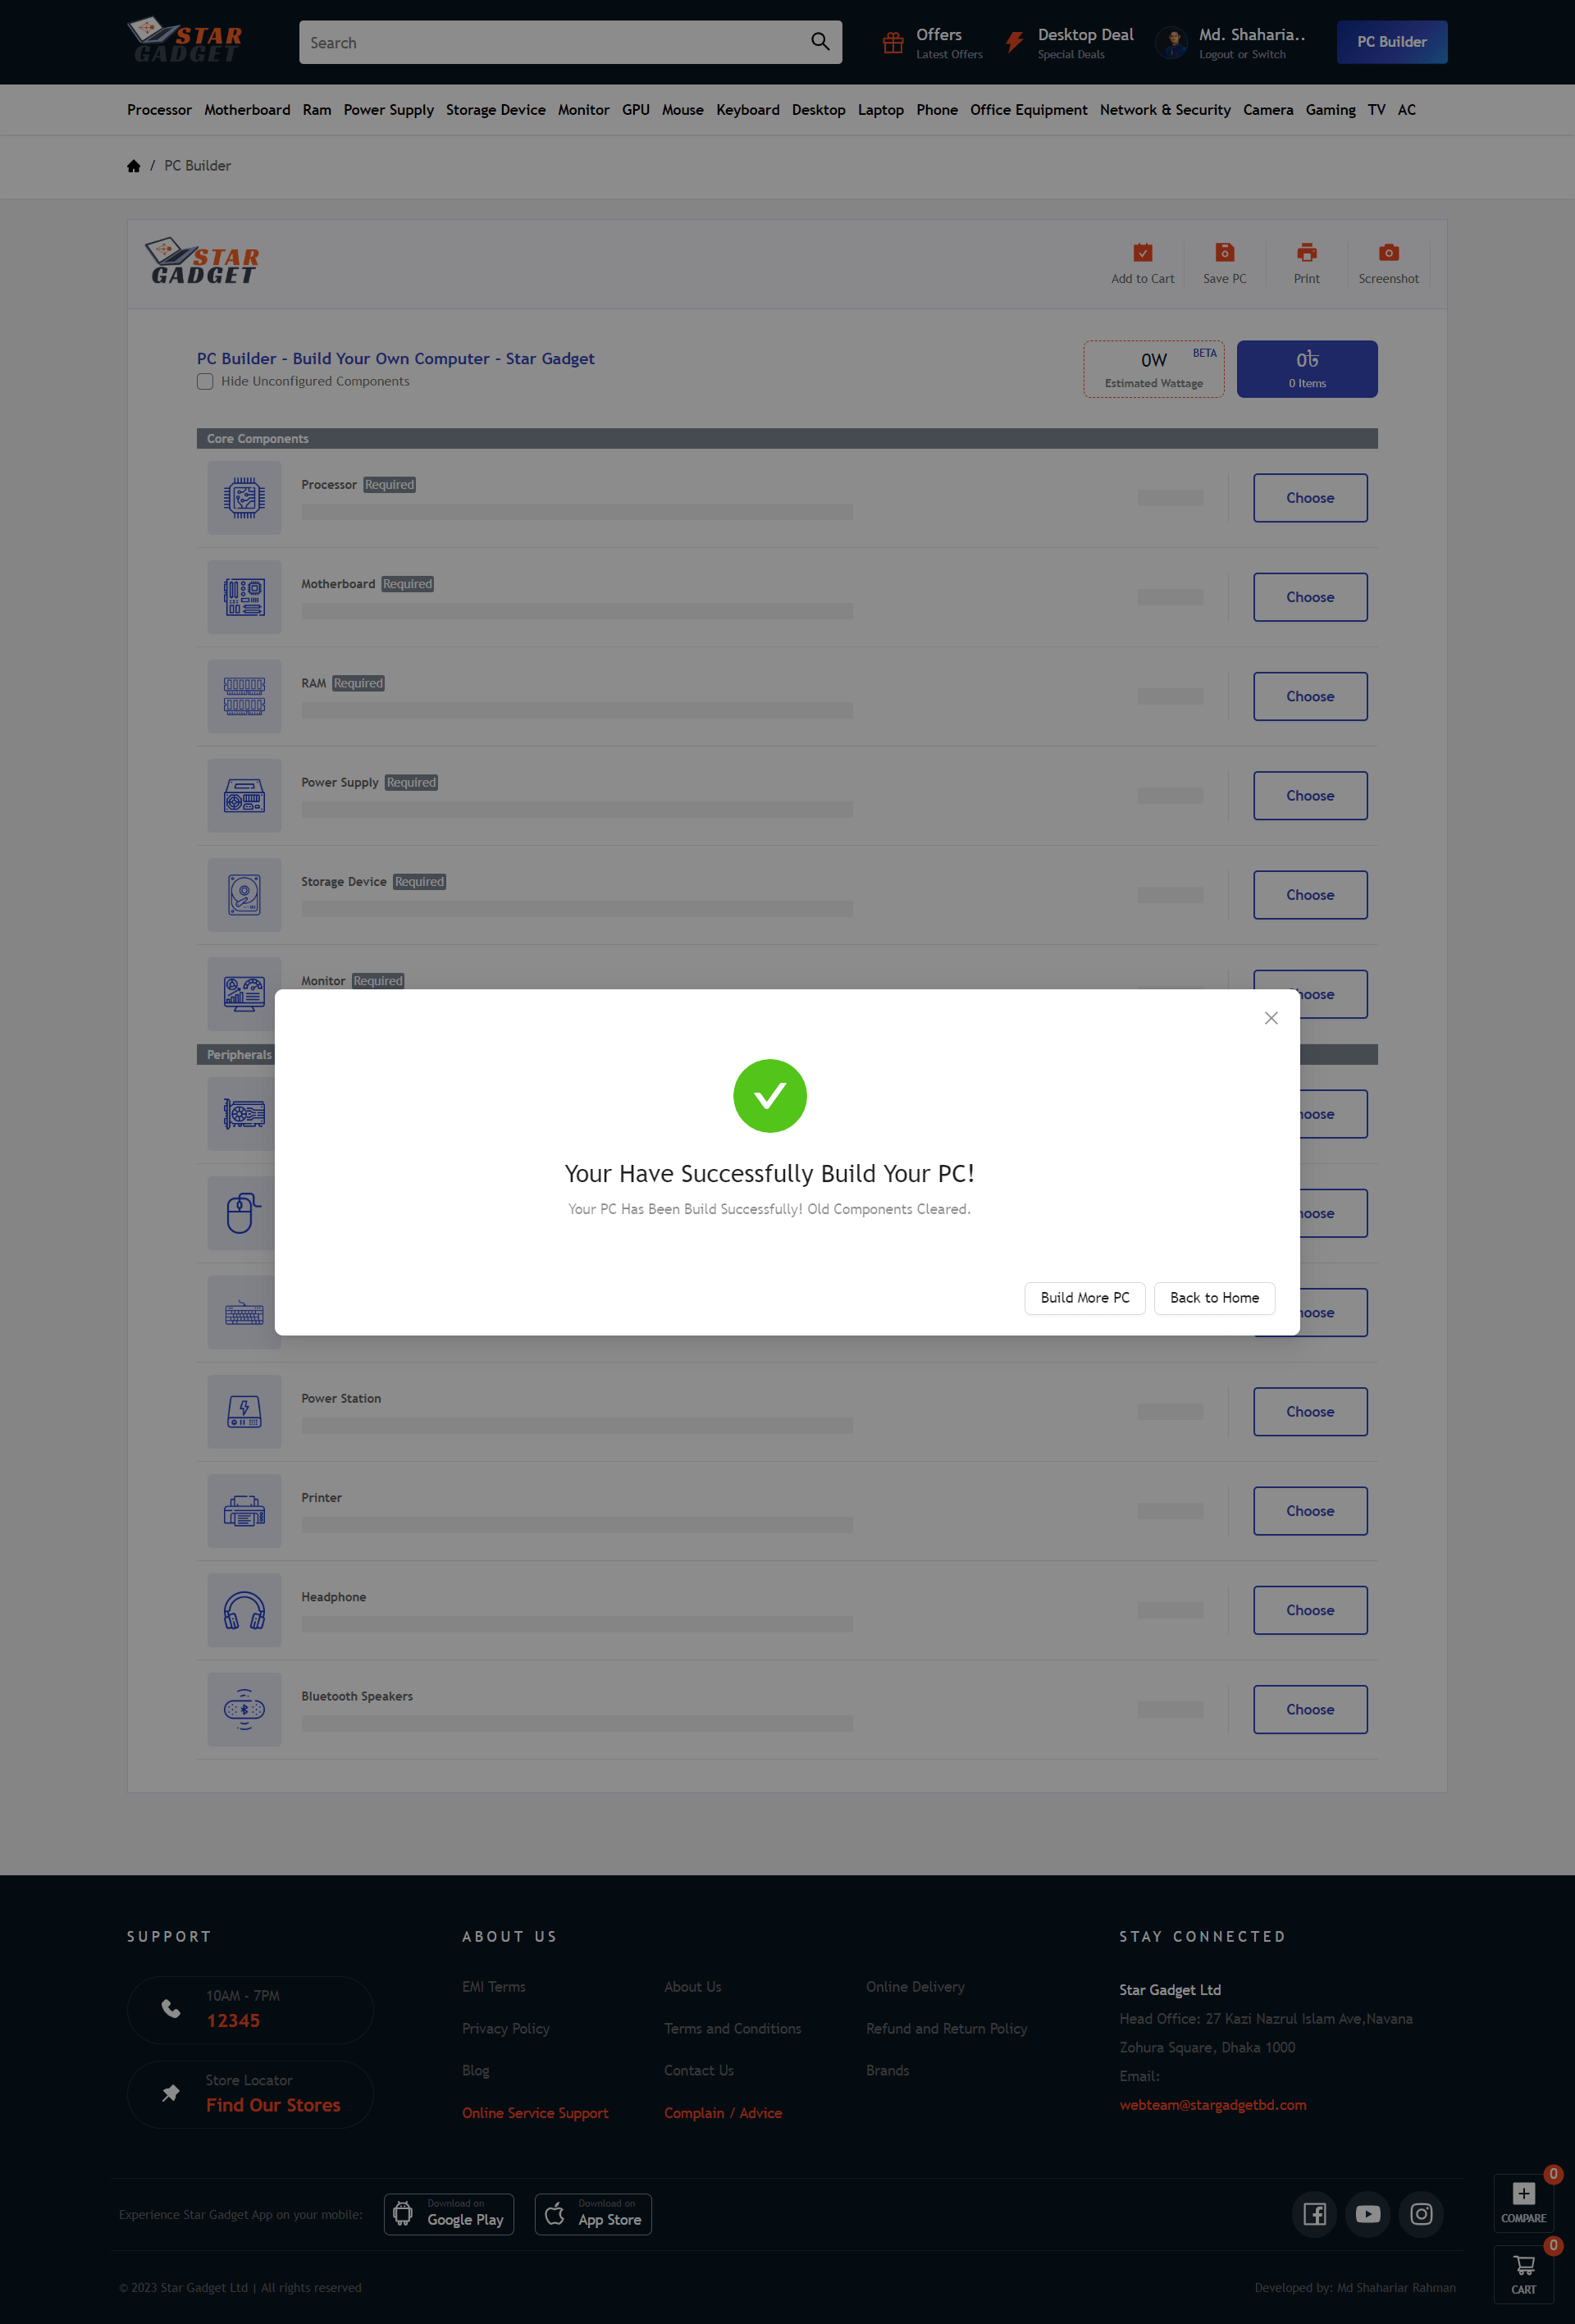 STAR
GADGET
Search
Offers
Latest Offers
Desktop Deal
Special Deals
Md. Shaharia..
Logout or Switch
PC Builder
Processor Motherboard Ram Power Supply Storage Device Monitor GPU Mouse Keyboard Desktop Laptop Phone Office Equipment Network & Security Camera Gaming TV AC
/ PC Builder
STAR
GADGET
Add to Cart
Save PC
Print
Screenshot
PC Builder - Build Your Own Computer - Star Gadget
Hide Unconfigured Components
0W
BETA
Estimated Wattage
0৳
0 Items
Core Components
Processor Required
Choose
Motherboard Required
Choose
RAM Required
Choose
Power Supply Required
Choose
Storage Device Required
Choose
Monitor Required
hoose
Peripherals
hoose
Your Have Successfully Build Your PC!
Your PC Has Been Build Successfully! Old Components Cleared.
hoose
Build More PC
Back to Home
hoose
Power Station
Choose
Printer
Choose
Headphone
Choose
Bluetooth Speakers
Choose
SUPPORT
10AM - 7PM
12345
Store Locator
Find Our Stores
ABOUT US
EMI Terms
About Us
Online Delivery
Privacy Policy
Terms and Conditions
Refund and Return Policy
Blog
Contact Us
Brands
Online Service Support
Complain / Advice
STAY CONNECTED
Star Gadget Ltd
Head Office: 27 Kazi Nazrul Islam Ave,Navana
Zohura Square, Dhaka 1000
Email:
webteam@stargadgetbd.com
Experience Star Gadget App on your mobile:
Download on
Google Play
Download on
App Store
0
COMPARE
0
CART
© 2023 Star Gadget Ltd | All rights reserved
Developed by: Md Shahariar Rahman